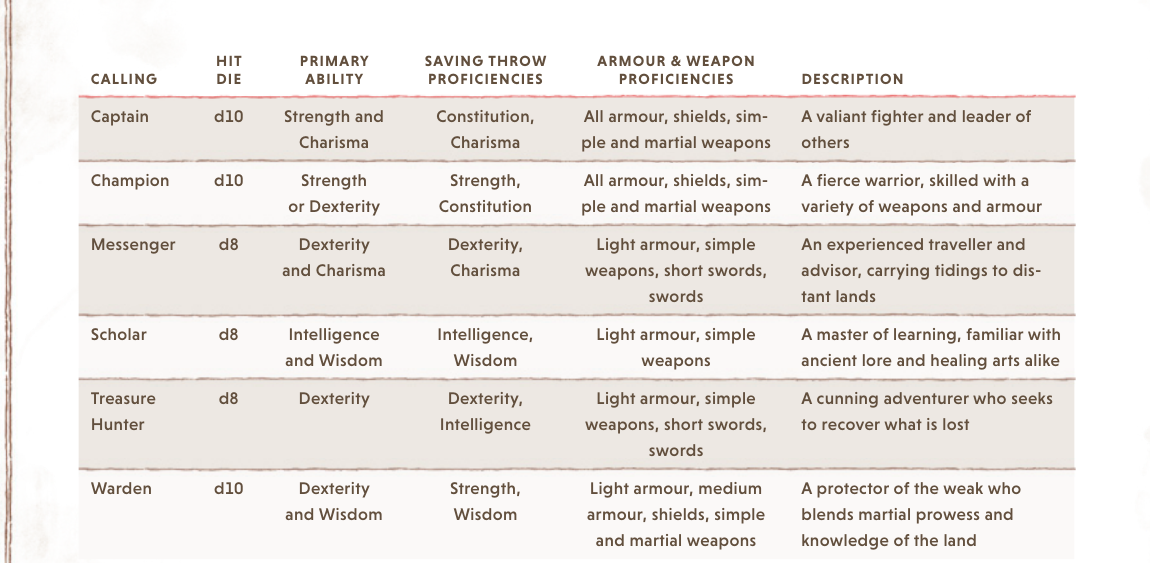 CALLING HIT DIE PRIMARY ABILITY SAVING THROW PROFICIENCIES ARMOUR & WEAPON PROFICIENCIES DESCRIPTION
Captain d10 Strength and Constitution, All armour, shields, sim- A valiant fighter and leader of
Charisma Charisma ple and martial weapons others
Champion d10 Strength Strength, All armour, shields, sim- A fierce warrior, skilled with a
or Dexterity Constitution ple and martial weapons variety of weapons and armour
Messenger d8 Dexterity Dexterity, Light armour, simple An experienced traveller and
and Charisma Charisma weapons, short swords, advisor, carrying tidings to dis-
swords tant lands
Scholar d8 Intelligence Intelligence, Light armour, simple A master of learning, familiar with
and Wisdom Wisdom weapons ancient lore and healing arts alike
Treasure d8 Dexterity Dexterity, Light armour, simple A cunning adventurer who seeks
Hunter Intelligence weapons, short swords, to recover what is lost
swords
Warden d10 Dexterity Strength, Light armour, medium A protector of the weak who
and Wisdom Wisdom armour, shields, simple blends martial prowess and
and martial weapons knowledge of the land